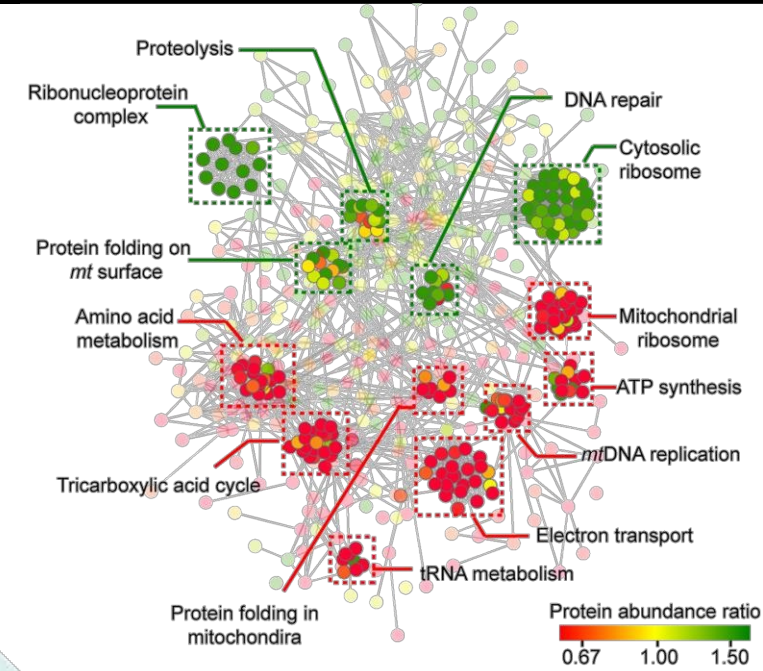 Proteolysis
Ribonucleoprotein
complex
DNA repair
Cytosolic
ribosome
Protein folding on
mt surface
Amino acid
metabolism
Mitochondrial
ribosome
ATP synthesis
mtDNA replication
Tricarboxylic acid cycle
Electron transport
tRNA metabolism
Protein folding in
mitochondira
Protein abundance ratio
0.67 1.00 1.50